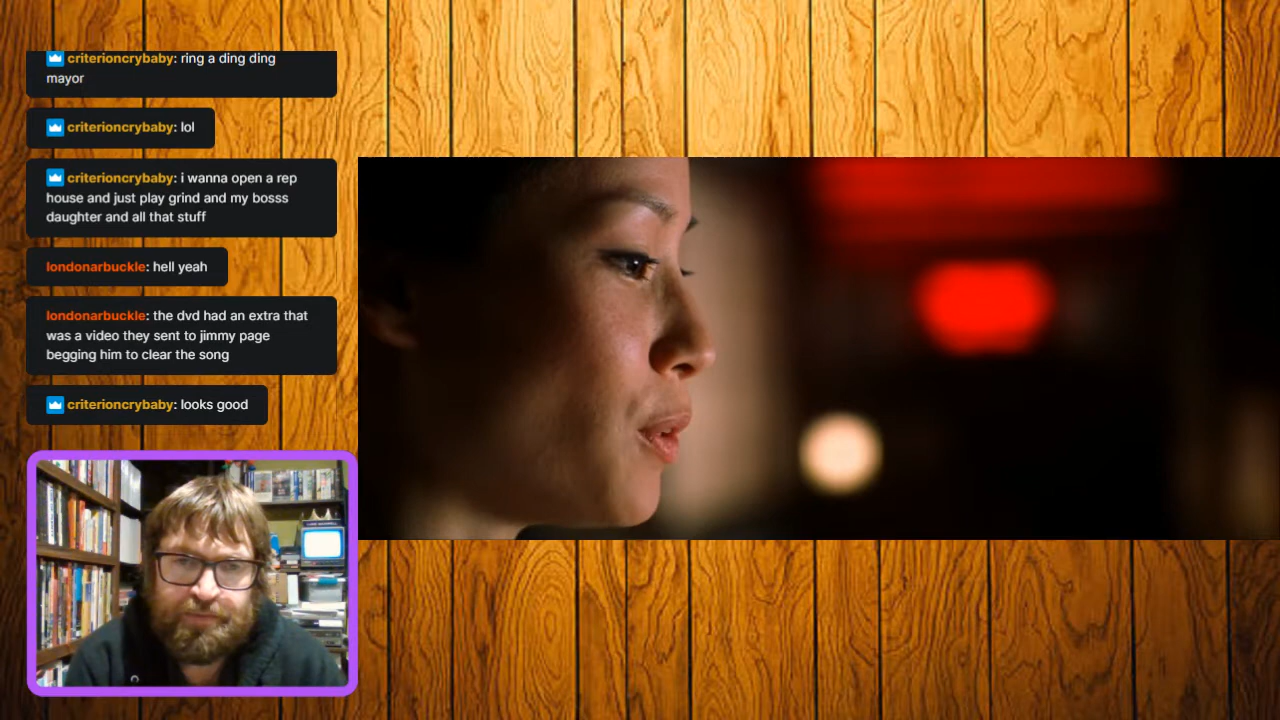 criterioncrybaby: ring a ding ding
mayor
criterioncrybaby: lol
criterioncrybaby: i wanna open a rep
house and just play grind and my bosss
daughter and all that stuff
londonarbuckle: hell yeah
londonarbuckle: the dvd had an extra that
was a video they sent to jimmy page
begging him to clear the song
criterioncrybaby: looks good